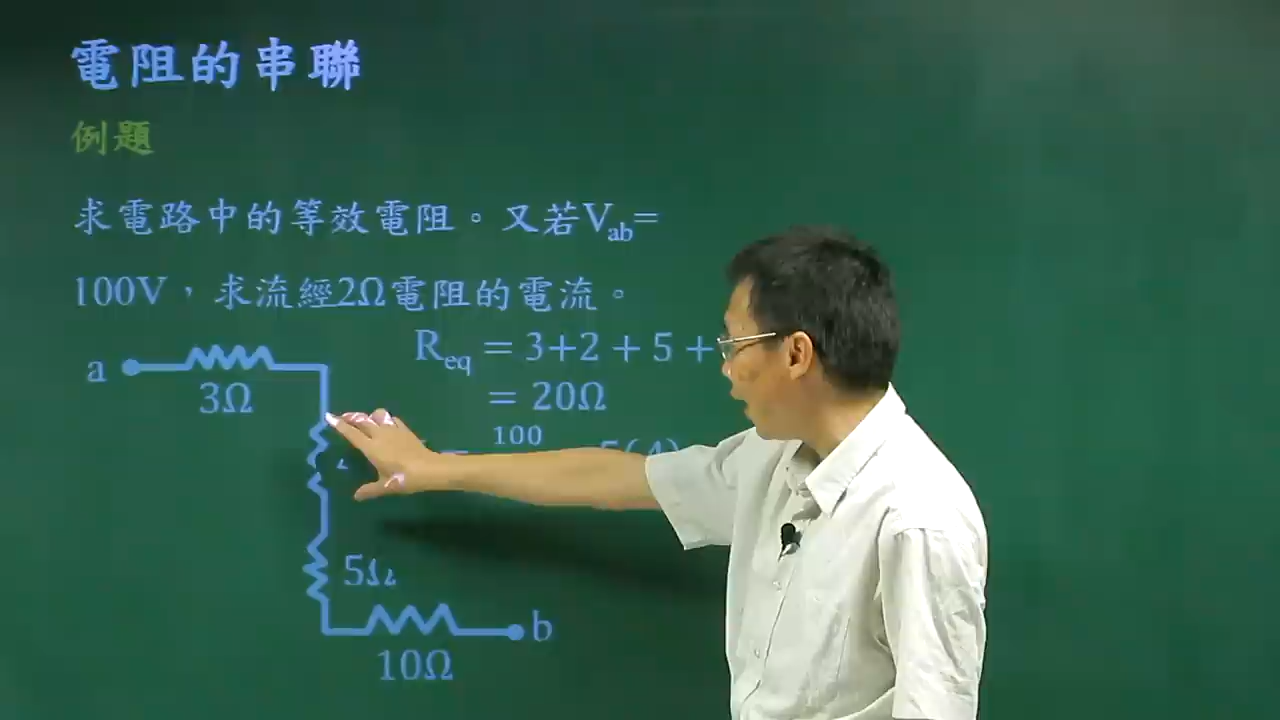 電阻的串聯
例題
求電路中的等效電阻。又若Vab=
100V，求流經2Ω電阻的電流。
Req = 3+2 + 5 +
= 20Ω
100
5(4)
a
3Ω
5Ω
b
10Ω